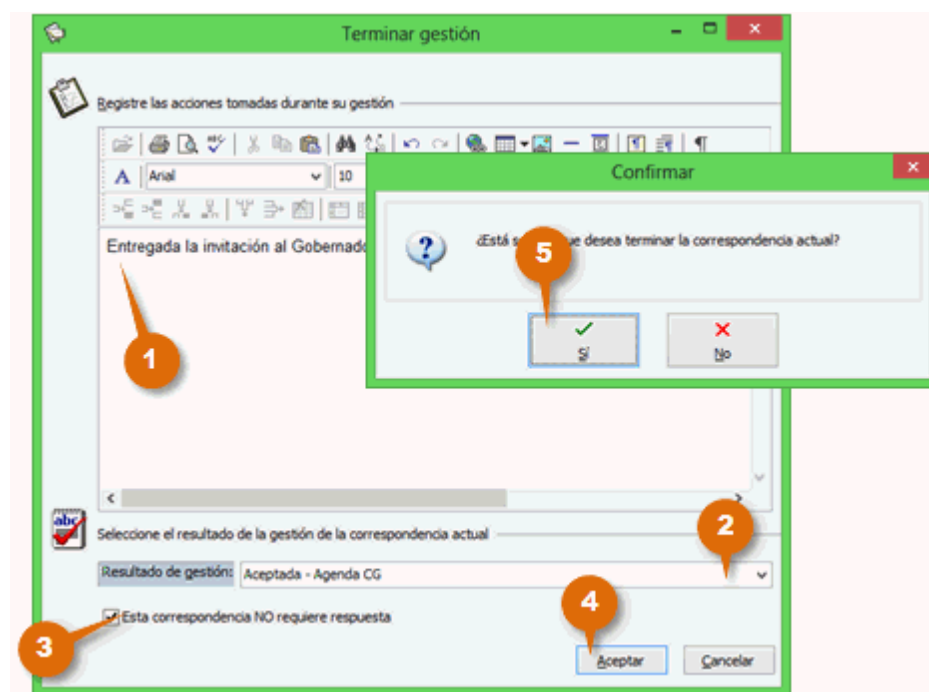 Terminar gestión
Registre las acciones tomadas durante su gestión
Arial
10
Entregada la invitación al Gobernado
1
Confirmar
¿Está que desea terminar la correspondencia actual?
5
Sí
No
abc
Seleccione el resultado de la gestión de la correspondencia actual
2
Resultado de gestión: Aceptada - Agenda CG
Esta correspondencia NO requiere respuesta
3
4
Aceptar
Cancelar